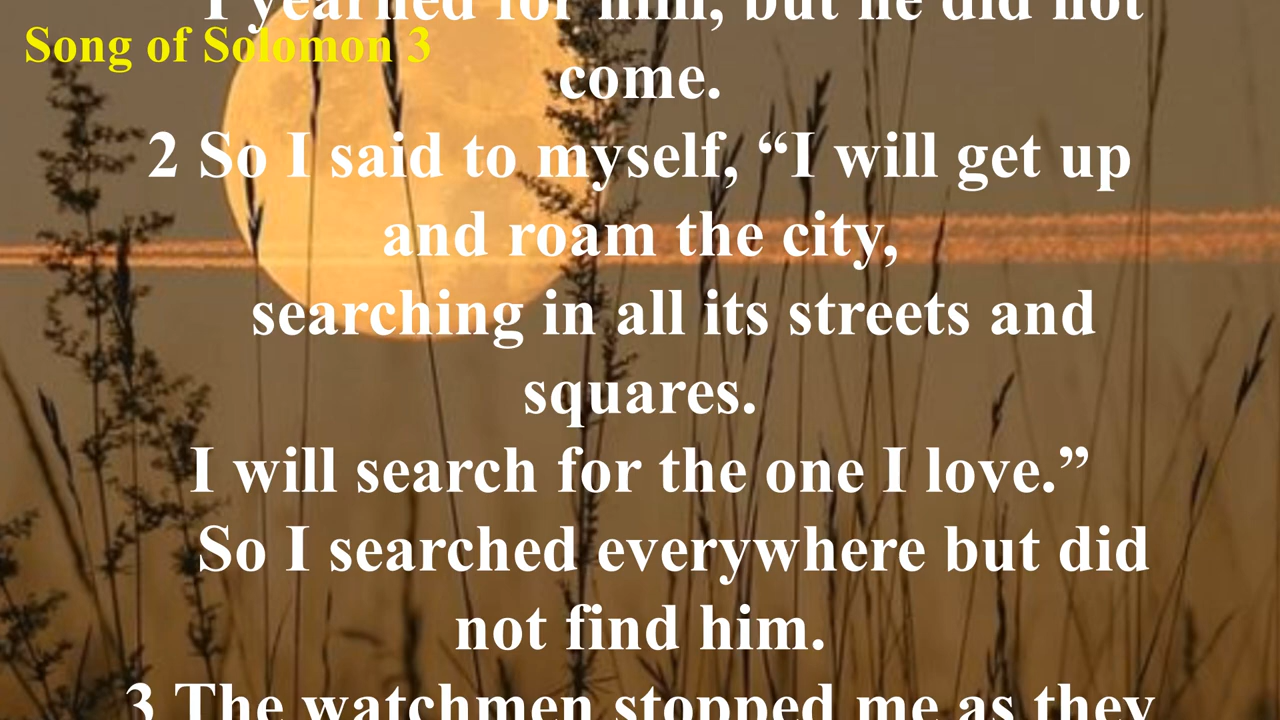 I yearned for him, but he did not
Song of Solomon 3
come.
2 So I said to myself, “I will get up
and roam the city,
searching in all its streets and
squares.
I will search for the one I love.”
So I searched everywhere but did
not find him.
3 The watchmen stopped me as they